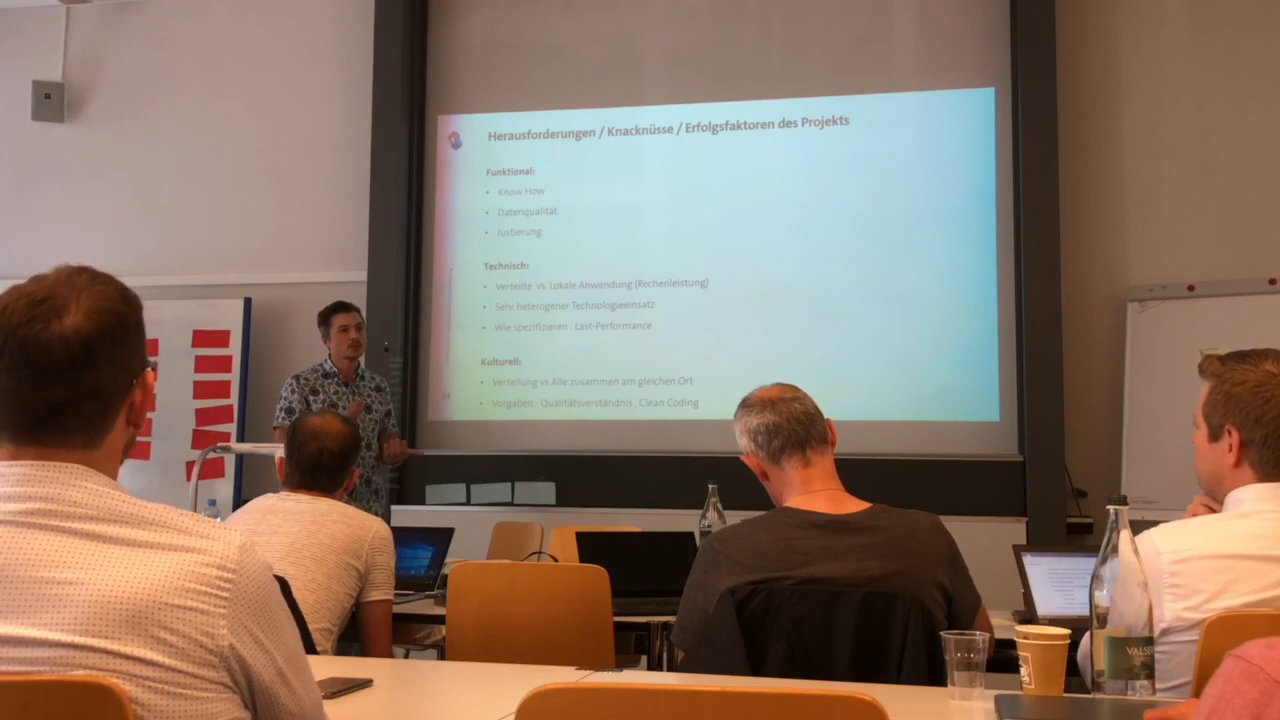 Herausforderungen / Knacknüsse / Erfolgsfaktoren des Projekts
Funktional:
• Know How
• Datenqualität
• Justierung
Technisch:
• Verteilte vs. Lokale Anwendung (Rechenleistung)
• Sehr heterogener Technologieeinsatz
• Wie spezifizieren . Last-Performance
Kulturell:
• Verteilung vs Alle zusammen am gleichen Ort
• Vorgaben . Qualitätsverständnis , Clean Coding
VALSE